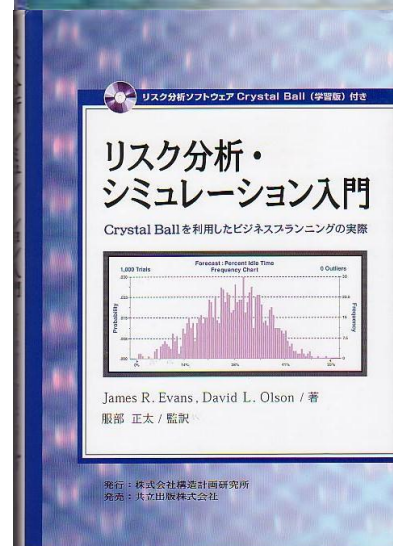 リスク分析ソフトウェア Crystal Ball（学習版）付き
リスク分析・
シミュレーション入門
Crystal Ballを利用したビジネスプランニングの実際
Forecast : Percent Idle Time
1,000 Trials
Frequency Chart
0 Outliers
Probability
Frequency
James R. Evans, David L. Olson / 著
服部 正太 / 監訳
発行：株式会社構造計画研究所
発売：共立出版株式会社